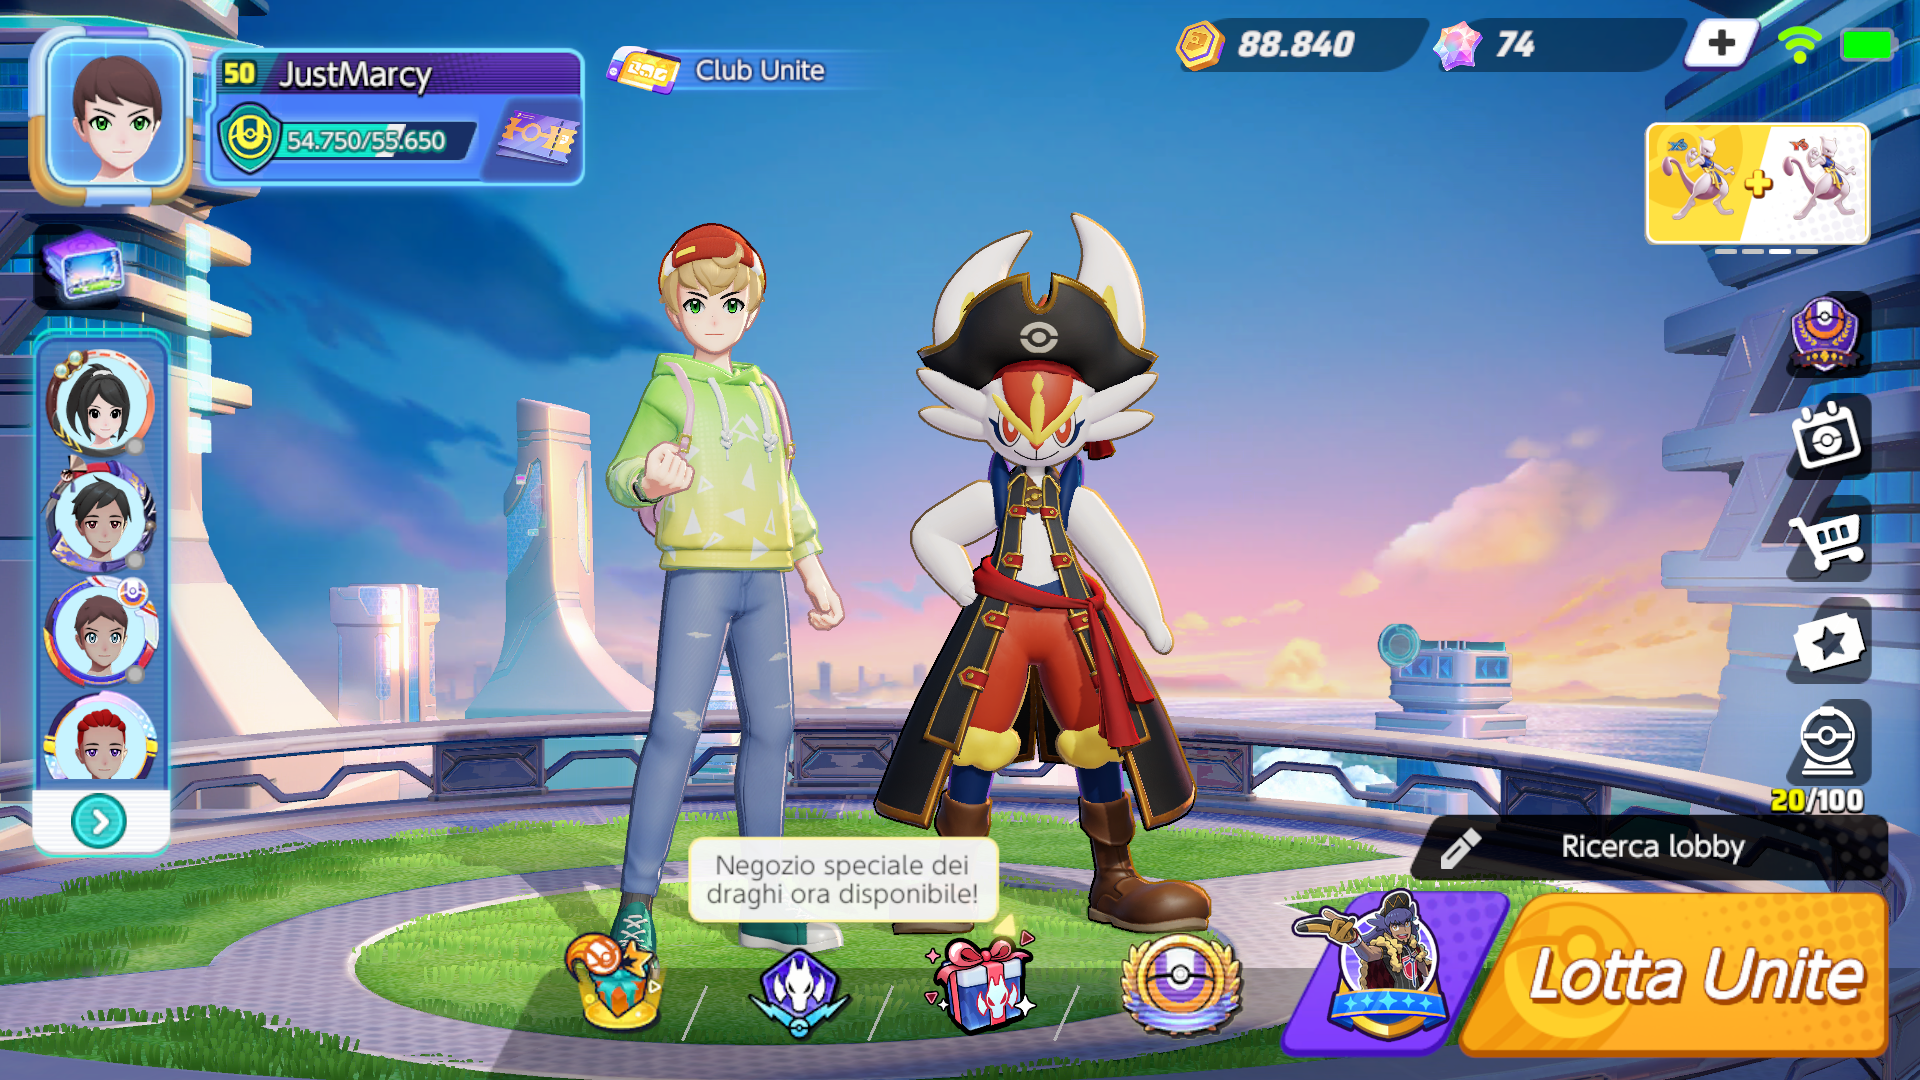 50 JustMarcy
54.750/55.650
Club Unite
88.840
74
20/100
Ricerca lobby
Negozio speciale dei
draghi ora disponibile!
Lotta Unite